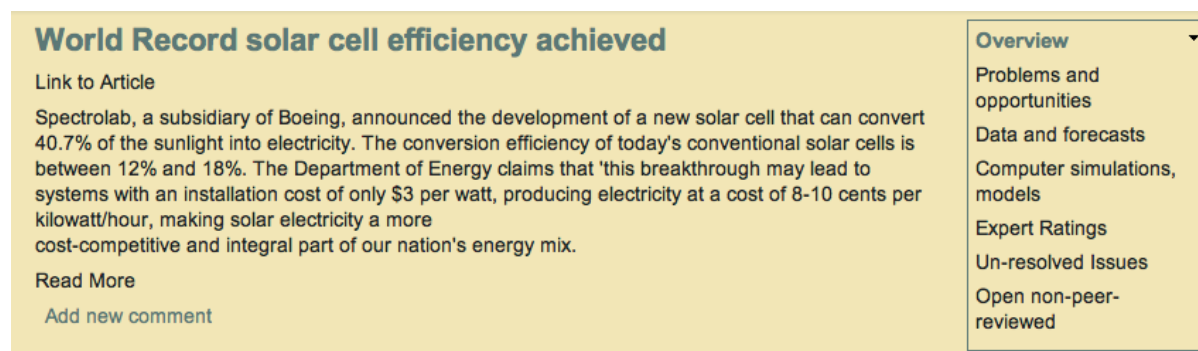 World Record solar cell efficiency achieved
Link to Article
Spectrolab, a subsidiary of Boeing, announced the development of a new solar cell that can convert
40.7% of the sunlight into electricity. The conversion efficiency of today's conventional solar cells is
between 12% and 18%. The Department of Energy claims that 'this breakthrough may lead to
systems with an installation cost of only $3 per watt, producing electricity at a cost of 8-10 cents per
kilowatt/hour, making solar electricity a more
cost-competitive and integral part of our nation's energy mix.
Read More
Add new comment
Overview
Problems and
opportunities
Data and forecasts
Computer simulations,
models
Expert Ratings
Un-resolved Issues
Open non-peer-
reviewed